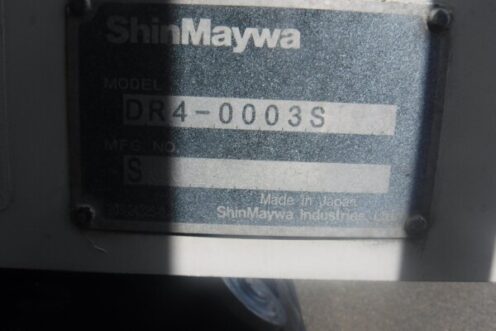 ShinMaywa
MODEL
DR4-0003S
MFG. NO.
S
Made in Japan
ShinMaywa Industries, Ltd.